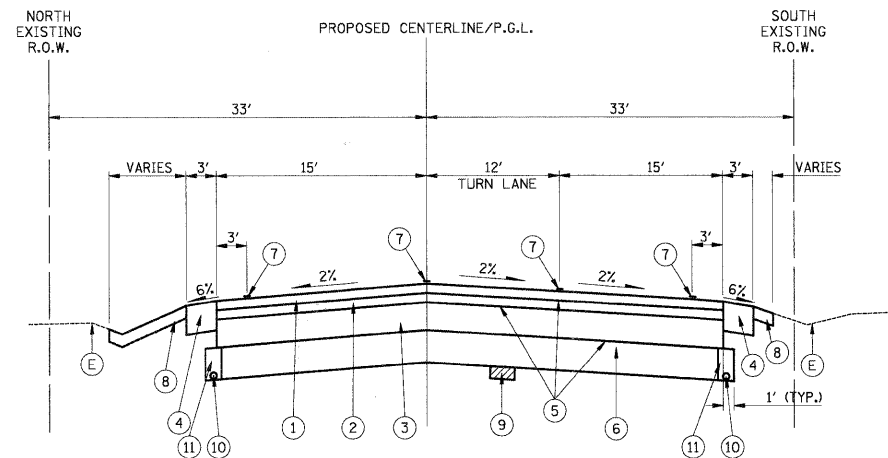 NORTH
EXISTING
R.O.W.
PROPOSED CENTERLINE/P.G.L.
SOUTH
EXISTING
R.O.W.
33'
33'
VARIES
3'
15'
12'
TURN LANE
15'
3'
VARIES
3'
7
7
7
3'
7
6%
2%
2%
2%
6%
E
8
4
11
10
1
2
3
9
5
6
11
10
4
8
E
1' (TYP.)